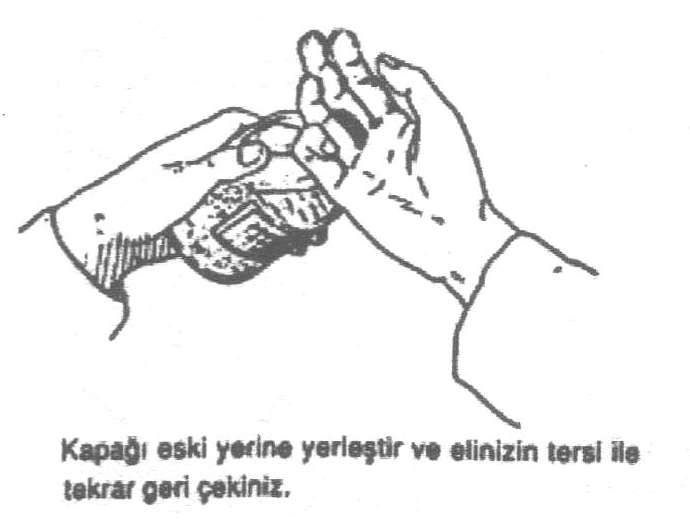 Kapağı eski yerine yerleştir ve elinizin tersi ile
tekrar geri çekiniz.